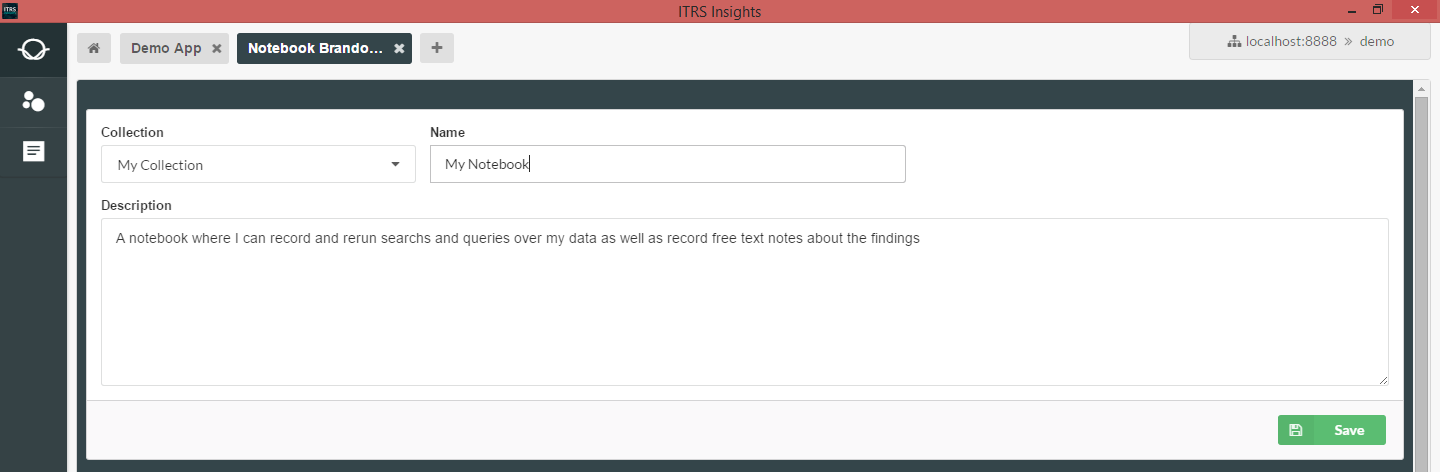 ITRS Insights
ITRS
Demo App
Notebook Brando...
localhost:8888 » demo
Collection
Name
My Collection
My Notebook
Description
A notebook where I can record and rerun searchs and queries over my data as well as record free text notes about the findings
Save